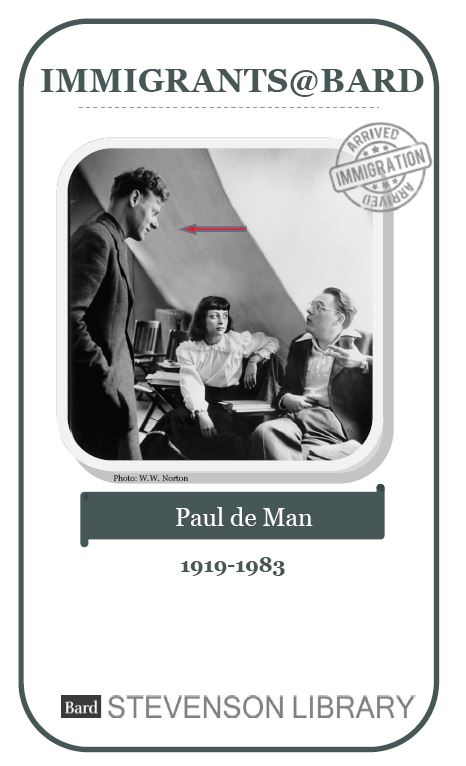 IMMIGRANTS@BARD
ARRIVED
IMMIGRATION
ARRIVED
Photo: W.W. Norton
Paul de Man
1919-1983
Bard STEVENSON LIBRARY